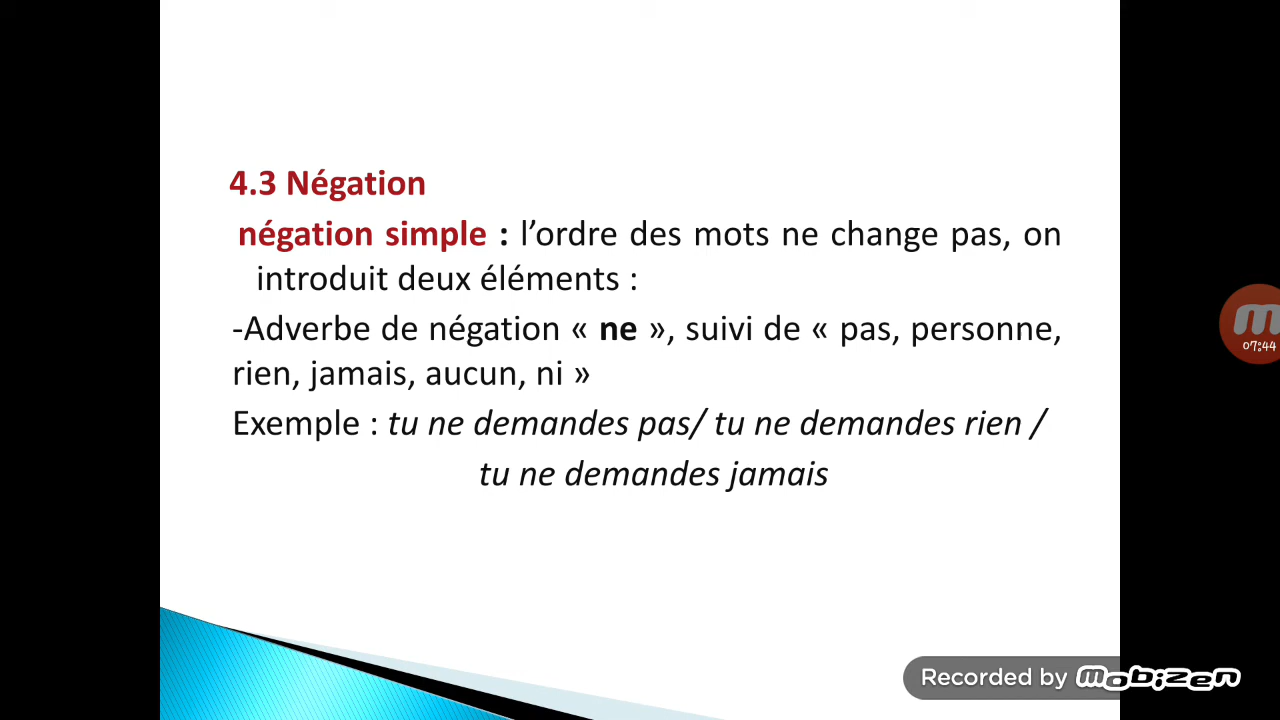 4.3 Négation
négation simple : l’ordre des mots ne change pas, on
introduit deux éléments :
-Adverbe de négation « ne », suivi de « pas, personne,
rien, jamais, aucun, ni »
Exemple : tu ne demandes pas/ tu ne demandes rien /
tu ne demandes jamais
07:44
Recorded by mobizen